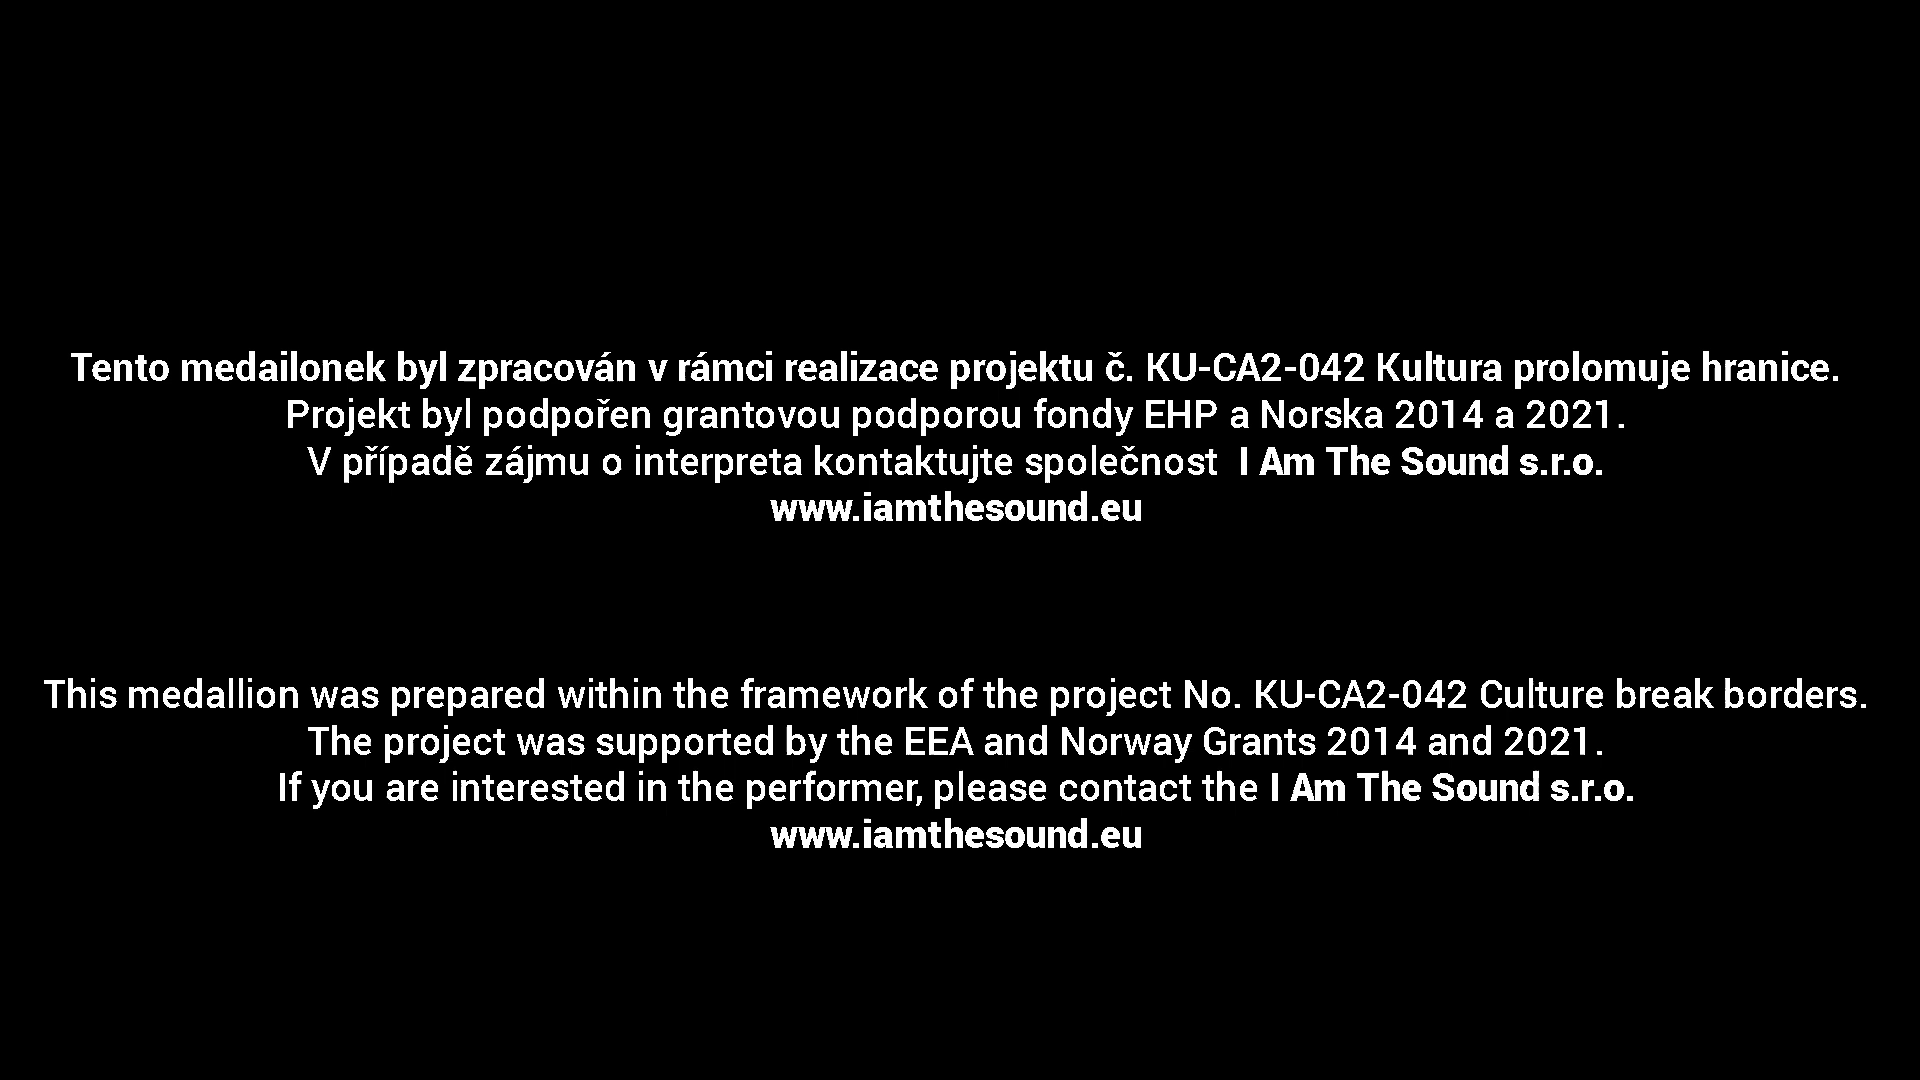 Tento medailonek byl zpracován v rámci realizace projektu č. KU-CA2-042 Kultura prolomuje hranice.
Projekt byl podpořen grantovou podporou fondy EHP a Norska 2014 a 2021.
V případě zájmu o interpreta kontaktujte společnost I Am The Sound s.r.o.
www.iamthesound.eu
This medallion was prepared within the framework of the project No. KU-CA2-042 Culture break borders.
The project was supported by the EEA and Norway Grants 2014 and 2021.
If you are interested in the performer, please contact the I Am The Sound s.r.o.
www.iamthesound.eu